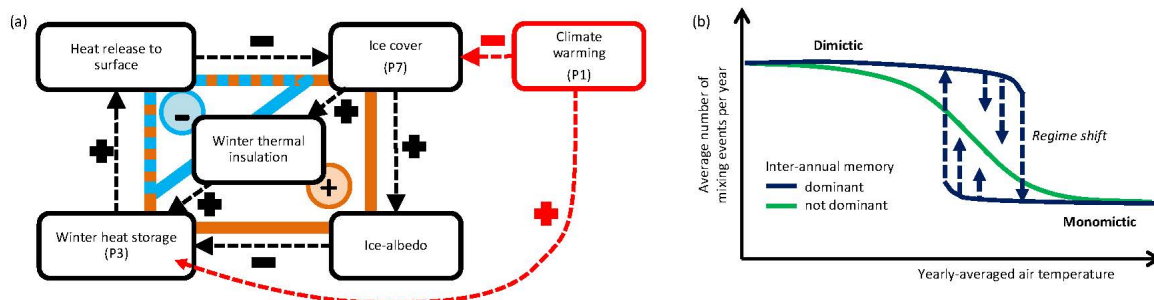 (a)
Heat release to
surface
Ice cover
(P7)
Climate
warming
(P1)
Winter thermal
insulation
Winter heat storage
(P3)
Ice-albedo
(b)
Average number of
mixing events per year
Dimictic
Regime shift
Inter-annual memory
dominant
not dominant
Monomictic
Yearly-averaged air temperature